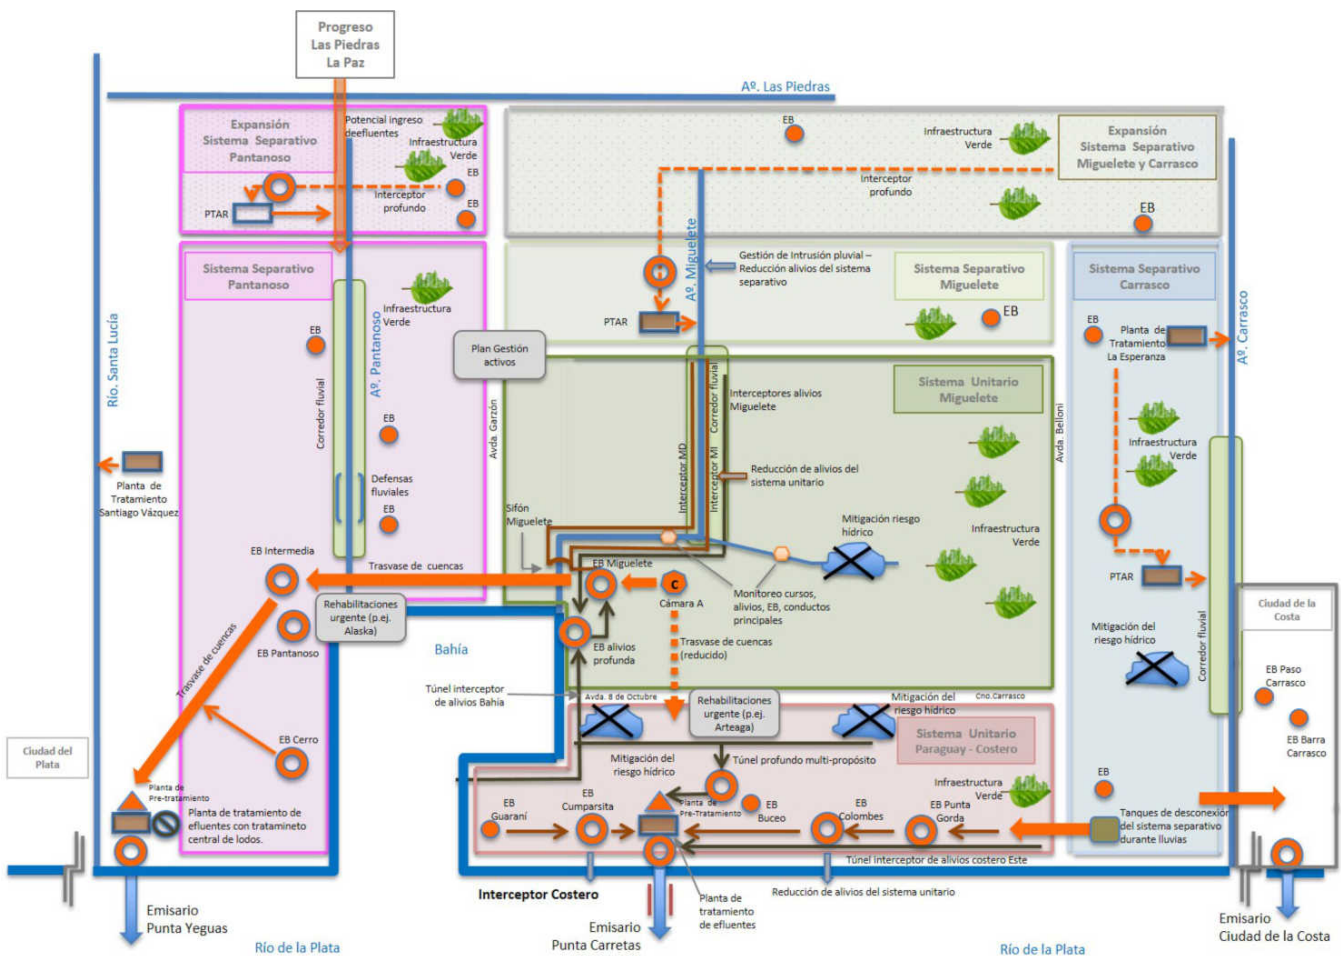 Progreso
Las Piedras
La Paz
Aº. Las Piedras
Expansión
Sistema Separativo
Pantanoso
Potencial ingreso
deefluentes
Infraestructura
Verde
EB
Interceptor
profundo
EB
PTAR
EB
Infraestructura
Verde
Expansión
Sistema Separativo
Miguelete y Carrasco
Interceptor
profundo
EB
Sistema Separativo
Pantanoso
Infraestructura
Verde
EB
Aº. Pantanoso
Corredor fluvial
EB
Defensas
fluviales
EB
Río. Santa Lucía
Planta de
Tratamiento
Santiago Vázquez
Avda. Garzón
Plan Gestión
activos
Aº. Miguelete
Gestión de Intrusión pluvial –
Reducción alivios del sistema
separativo
Sistema Separativo
Miguelete
EB
PTAR
Sistema Separativo
Carrasco
EB
Planta de
Tratamiento
La Esperanza
Aº. Carrasco
Corredor fluvial
Interceptores alivios
Miguelete
Sistema Unitario
Miguelete
Avda. Belloni
Interceptor MD
Interceptor MI
Reducción de alivios del
sistema unitario
Infraestructura
Verde
Sifón
Miguelete
Mitigación riesgo
hídrico
Infraestructura
Verde
EB Intermedia
Trasvase de cuencas
EB Miguelete
C
Cámara A
Monitoreo cursos,
alivios, EB, conductos
principales
PTAR
Rehabilitaciones
urgente (p.ej.
Alaska)
EB Pantanoso
Trasvase de cuencas
Bahía
EB alivios
profunda
Trasvase de cuencas
(reducido)
Mitigación del
riesgo hídrico
Corredor fluvial
Ciudad de la
Costa
EB Paso
Carrasco
EB Barra
Carrasco
Túnel interceptor
de alivios Bahía
Avda. 8 de Octubre
Rehabilitaciones
urgente (p.ej.
Arteaga)
Mitigación del
riesgo hídrico
Cno.Carrasco
Sistema Unitario
Paraguay - Costero
Ciudad del
Plata
EB Cerro
Mitigación del
riesgo hídrico
Túnel profundo multi-propósito
Planta de
Pre-tratamiento
Planta de tratamiento de
efluentes con tratamineto
central de lodos.
EB
Guaraní
EB
Cumparsita
Planta de
Pre-Tratamiento
EB
Buceo
EB
Colombes
EB Punta
Gorda
Infraestructura
Verde
EB
Tanques de desconexión
del sistema separativo
durante lluvias
Túnel interceptor de alivios costero Este
Interceptor Costero
Reducción de alivios del sistema unitario
Planta de
tratamiento
de efluentes
Emisario
Punta Yeguas
Emisario
Punta Carretas
Emisario
Ciudad de la Costa
Río de la Plata
Río de la Plata